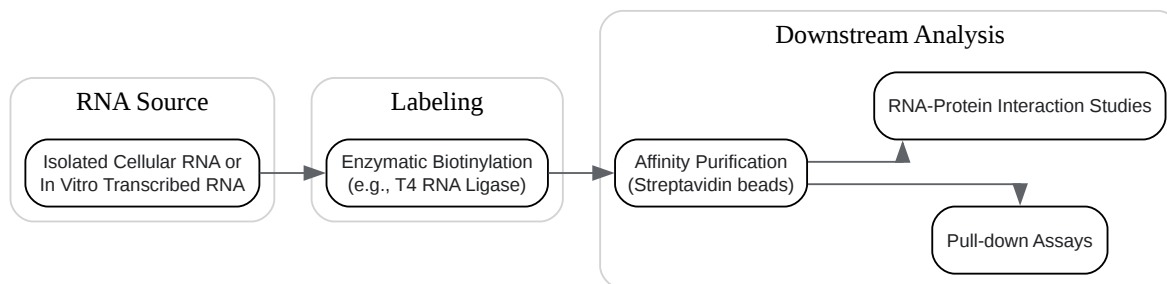 Downstream Analysis
RNA Source
Labeling
RNA-Protein Interaction Studies
Isolated Cellular RNA or
In Vitro Transcribed RNA
Enzymatic Biotinylation
(e.g., T4 RNA Ligase)
Affinity Purification
(Streptavidin beads)
Pull-down Assays